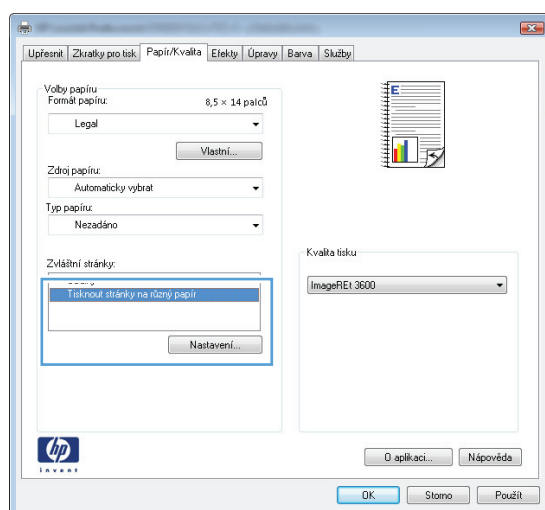 Upřesnit Zkratky pro tisk Papír/Kvalita Efekty Úpravy Barva Služby
Volby papíru
Formát papíru: 8,5 × 14 palců
Legal
Vlastní...
Zdroj papíru:
Automaticky vybrat
Typ papíru:
Nezadáno
Zvláštní stránky:
Tisknout stránky na různý papír
Nastavení...
E
Kvalita tisku
ImageREt 3600
hp
invent
O aplikaci... Nápověda
OK Storno Použít